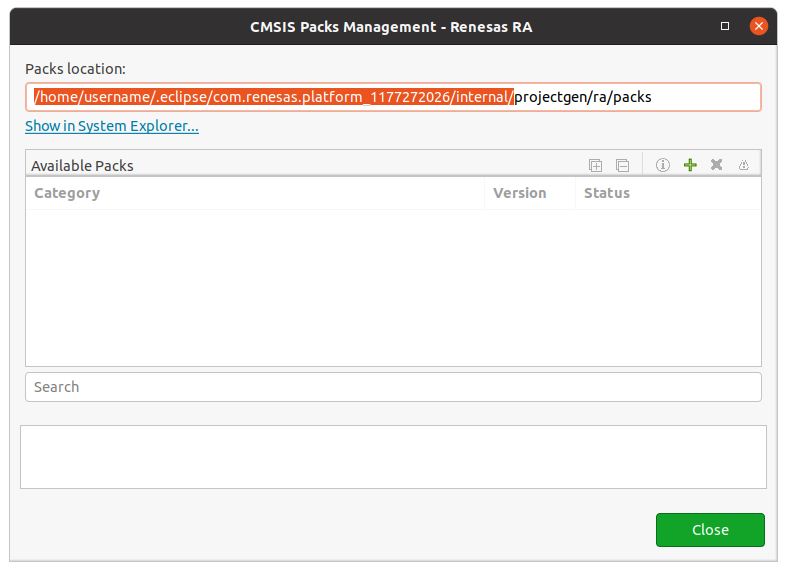 CMSIS Packs Management - Renesas RA
Packs location:
/home/username/.eclipse/com.renesas.platform_1177272026/internal/projectgen/ra/packs
Show in System Explorer...
Available Packs
Category Version Status
Search
Close